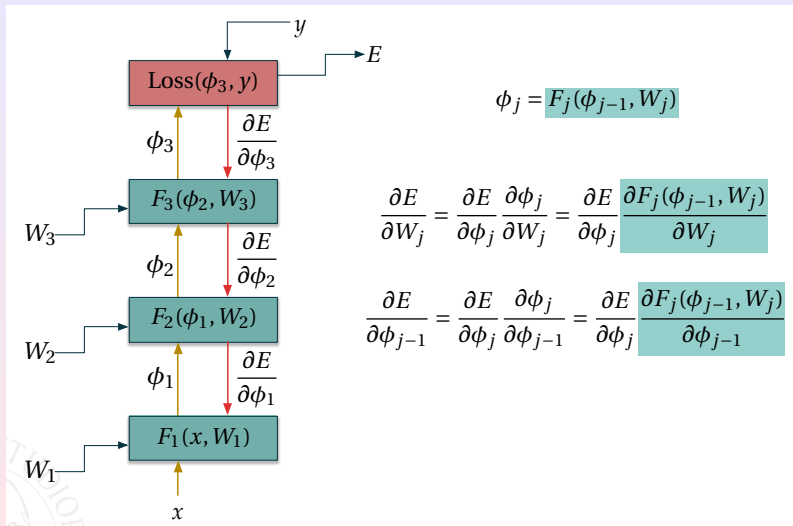 y
Loss(ϕ₃, y)
E
ϕ₃
∂E/∂ϕ₃
F₃(ϕ₂, W₃)
W₃
ϕ₂
∂E/∂ϕ₂
F₂(ϕ₁, W₂)
W₂
ϕ₁
∂E/∂ϕ₁
F₁(x, W₁)
W₁
x
ϕⱼ = Fⱼ(ϕⱼ₋₁, Wⱼ)
∂E/∂Wⱼ = ∂E/∂ϕⱼ ∂ϕⱼ/∂Wⱼ = ∂E/∂ϕⱼ ∂Fⱼ(ϕⱼ₋₁, Wⱼ)/∂Wⱼ
∂E/∂ϕⱼ₋₁ = ∂E/∂ϕⱼ ∂ϕⱼ/∂ϕⱼ₋₁ = ∂E/∂ϕⱼ ∂Fⱼ(ϕⱼ₋₁, Wⱼ)/∂ϕⱼ₋₁